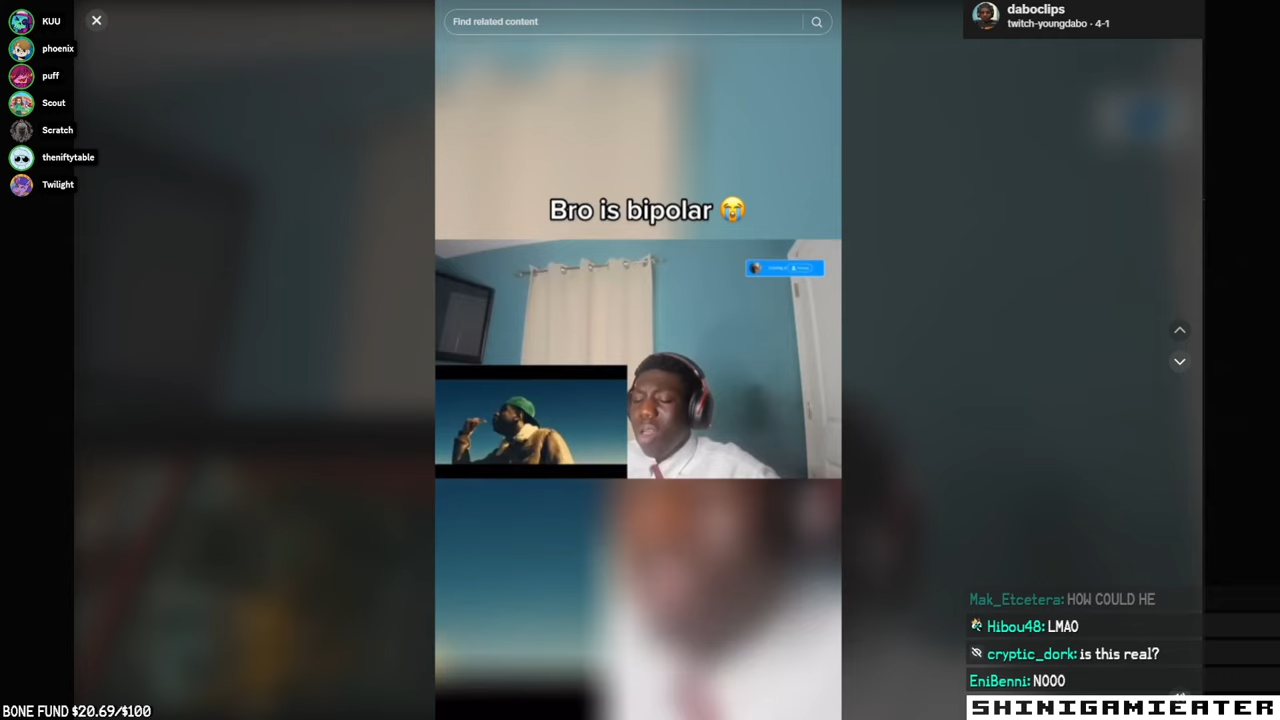 KUU
phoenix
puff
Scout
Scratch
theniftytable
Twilight
Find related content
Bro is bipolar 😭
daboclips
twitch-youngdabo · 4-1
Mak_Etcetera: HOW COULD HE
Hibou48: LMAO
cryptic_dork: is this real?
EniBenni: NOOO
BONE FUND $20.69/$100
SHINIGAMIEATER